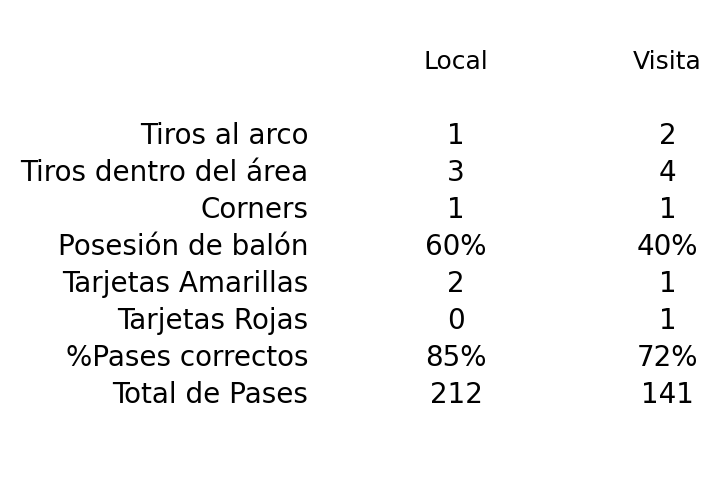 Local Visita
Tiros al arco 1 2
Tiros dentro del área 3 4
Corners 1 1
Posesión de balón 60% 40%
Tarjetas Amarillas 2 1
Tarjetas Rojas 0 1
%Pases correctos 85% 72%
Total de Pases 212 141